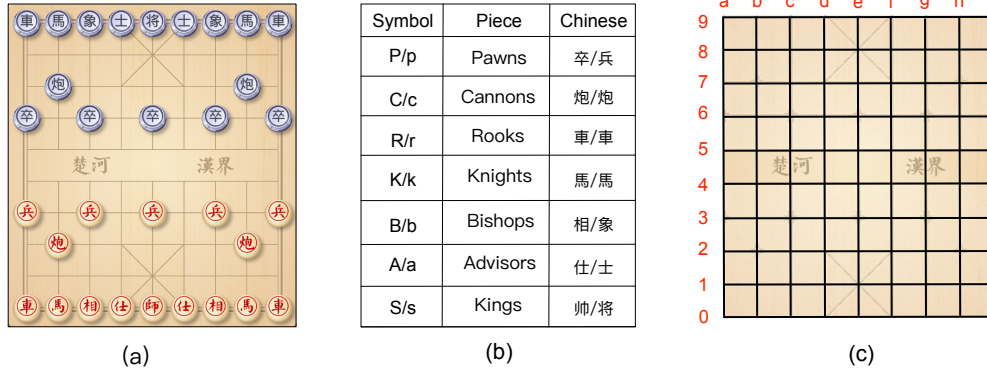 車 馬 象 士 将 士 象 馬 車
炮 炮
卒 卒 卒 卒 卒
楚河 漢界
兵 兵 兵 兵 兵
炮 炮
車 馬 相 仕 師 仕 相 馬 車
(a)
Symbol Piece Chinese
P/p Pawns 卒/兵
C/c Cannons 炮/炮
R/r Rooks 車/車
K/k Knights 馬/馬
B/b Bishops 相/象
A/a Advisors 仕/士
S/s Kings 帅/将
(b)
a b c d e f g h
9
8
7
6
5
楚河 漢界
4
3
2
1
0
(c)